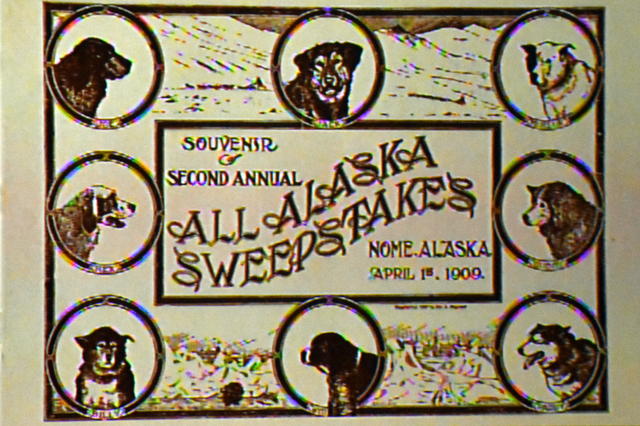 SOUVENIR
of
SECOND ANNUAL
ALL ALASKA
SWEEPSTAKES
NOME, ALASKA
APRIL 1st, 1909.